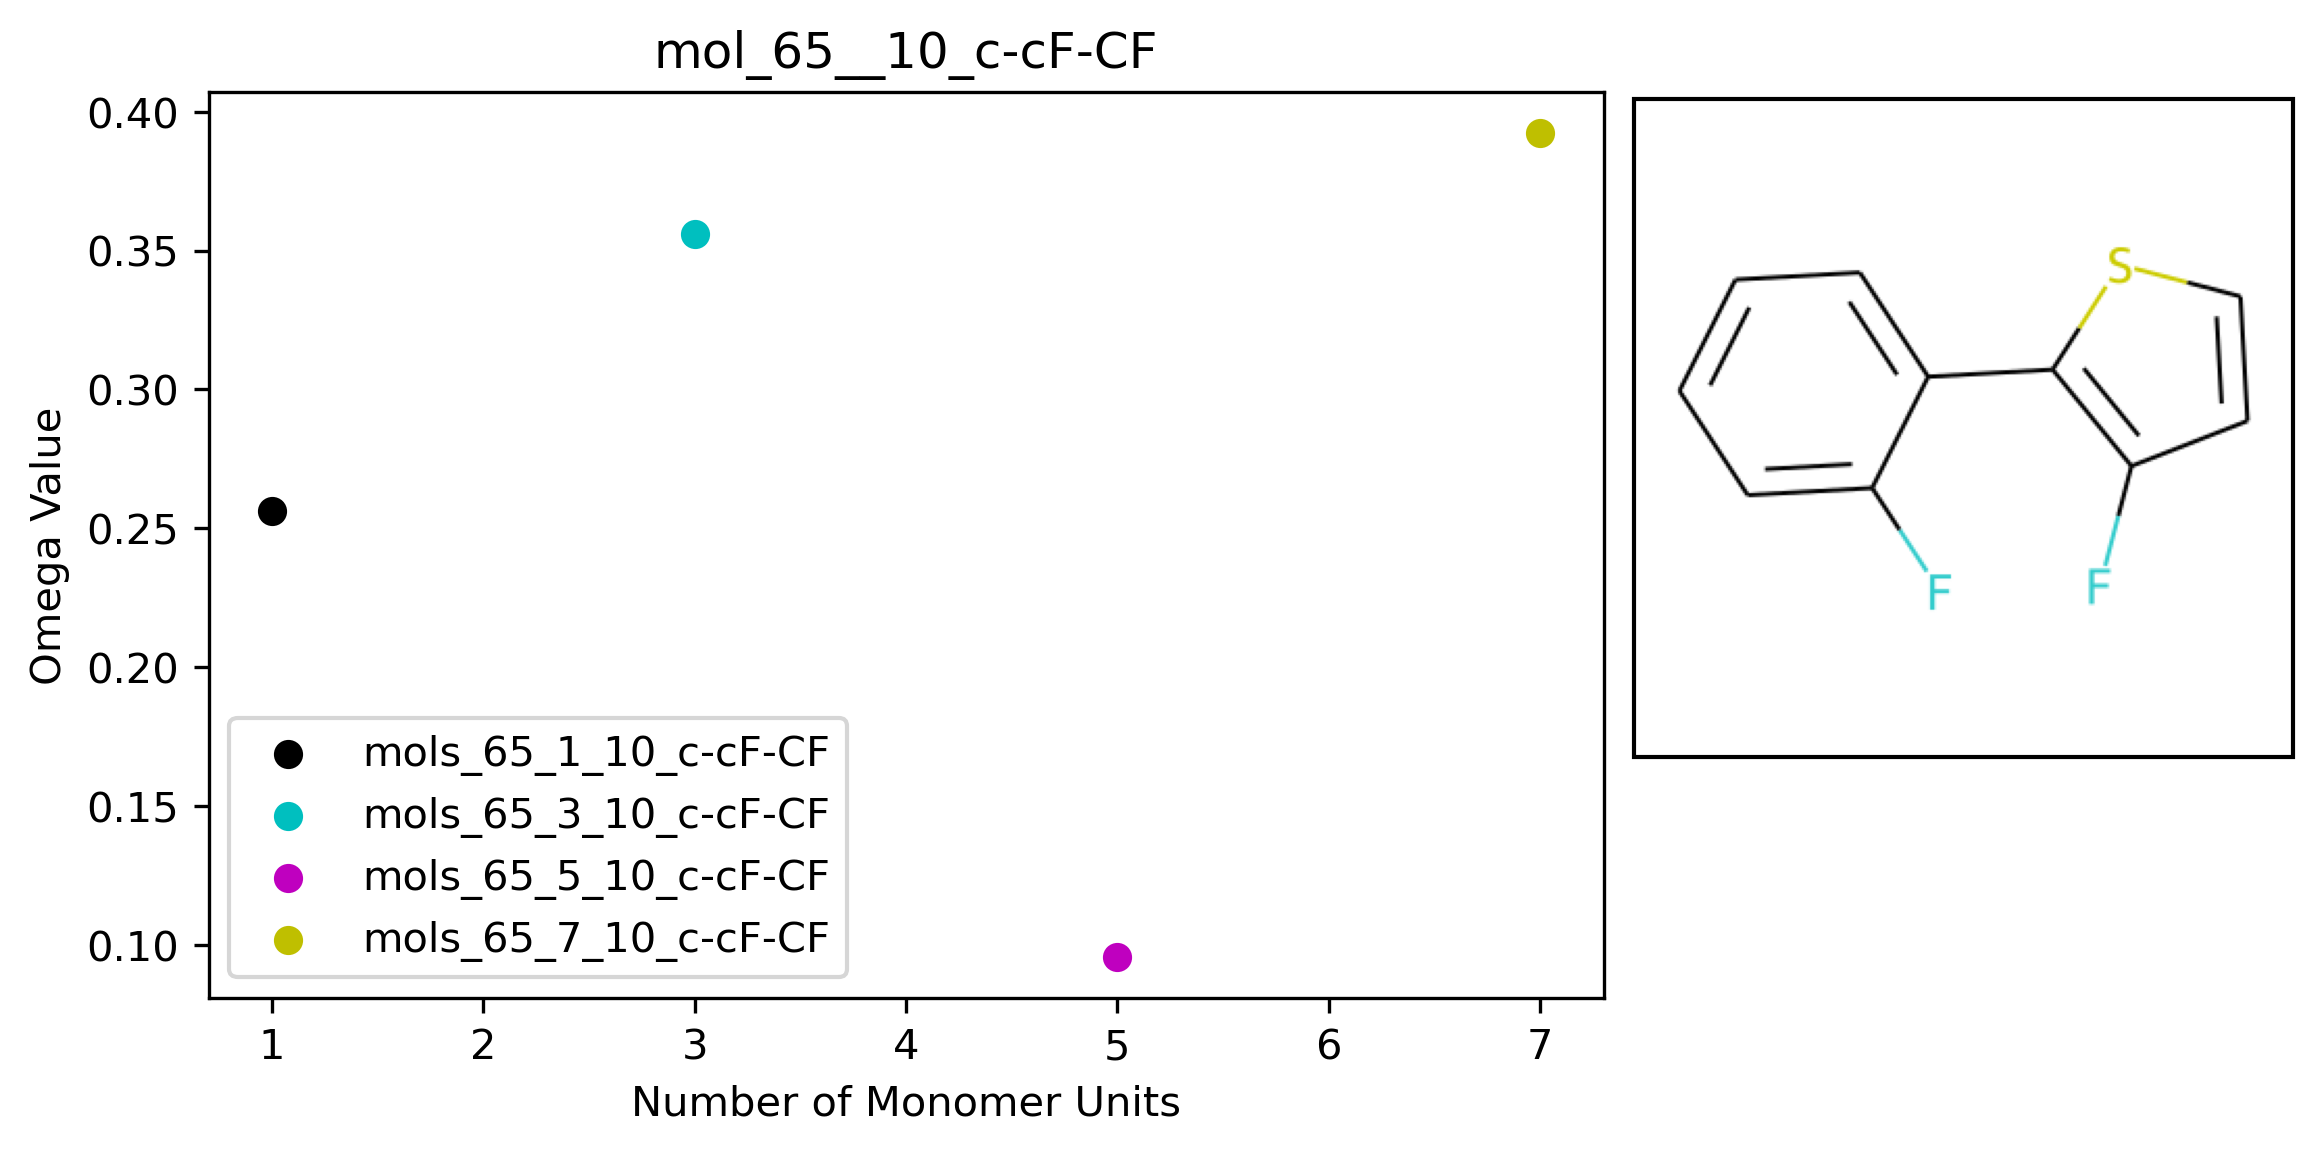 mol_65__10_c-cF-CF
0.40
0.35
0.30
0.25
0.20
0.15
0.10
Omega Value
mols_65_1_10_c-cF-CF
mols_65_3_10_c-cF-CF
mols_65_5_10_c-cF-CF
mols_65_7_10_c-cF-CF
1 2 3 4 5 6 7
Number of Monomer Units
S
F
F